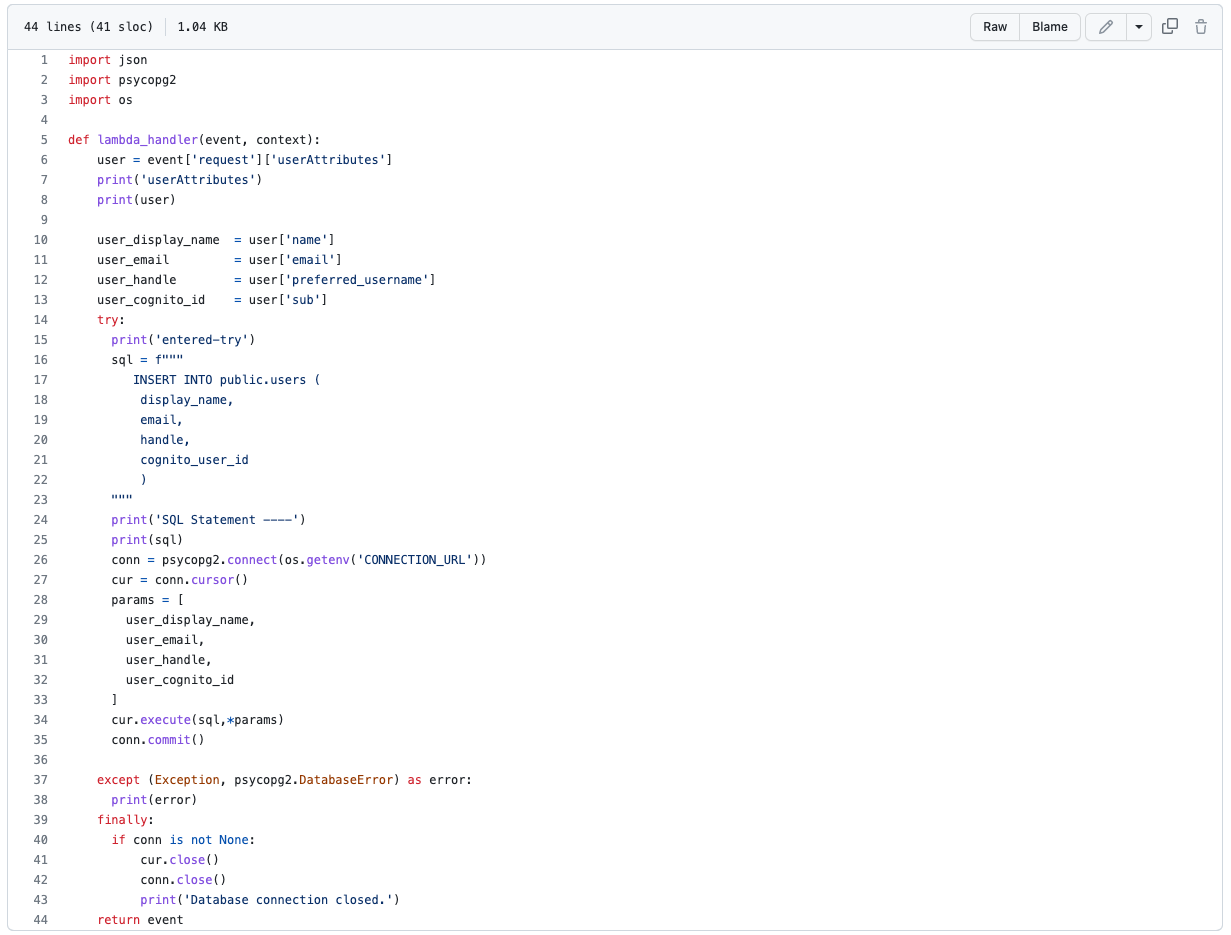 44 lines (41 sloc) 1.04 KB Raw Blame
1 import json
2 import psycopg2
3 import os
4
5 def lambda_handler(event, context):
6     user = event['request']['userAttributes']
7     print('userAttributes')
8     print(user)
9
10     user_display_name  = user['name']
11     user_email         = user['email']
12     user_handle        = user['preferred_username']
13     user_cognito_id    = user['sub']
14     try:
15       print('entered-try')
16       sql = f"""
17          INSERT INTO public.users (
18           display_name,
19           email,
20           handle,
21           cognito_user_id
22           )
23       """
24       print('SQL Statement ----')
25       print(sql)
26       conn = psycopg2.connect(os.getenv('CONNECTION_URL'))
27       cur = conn.cursor()
28       params = [
29         user_display_name,
30         user_email,
31         user_handle,
32         user_cognito_id
33       ]
34       cur.execute(sql,*params)
35       conn.commit()
36
37     except (Exception, psycopg2.DatabaseError) as error:
38       print(error)
39     finally:
40       if conn is not None:
41           cur.close()
42           conn.close()
43           print('Database connection closed.')
44     return event